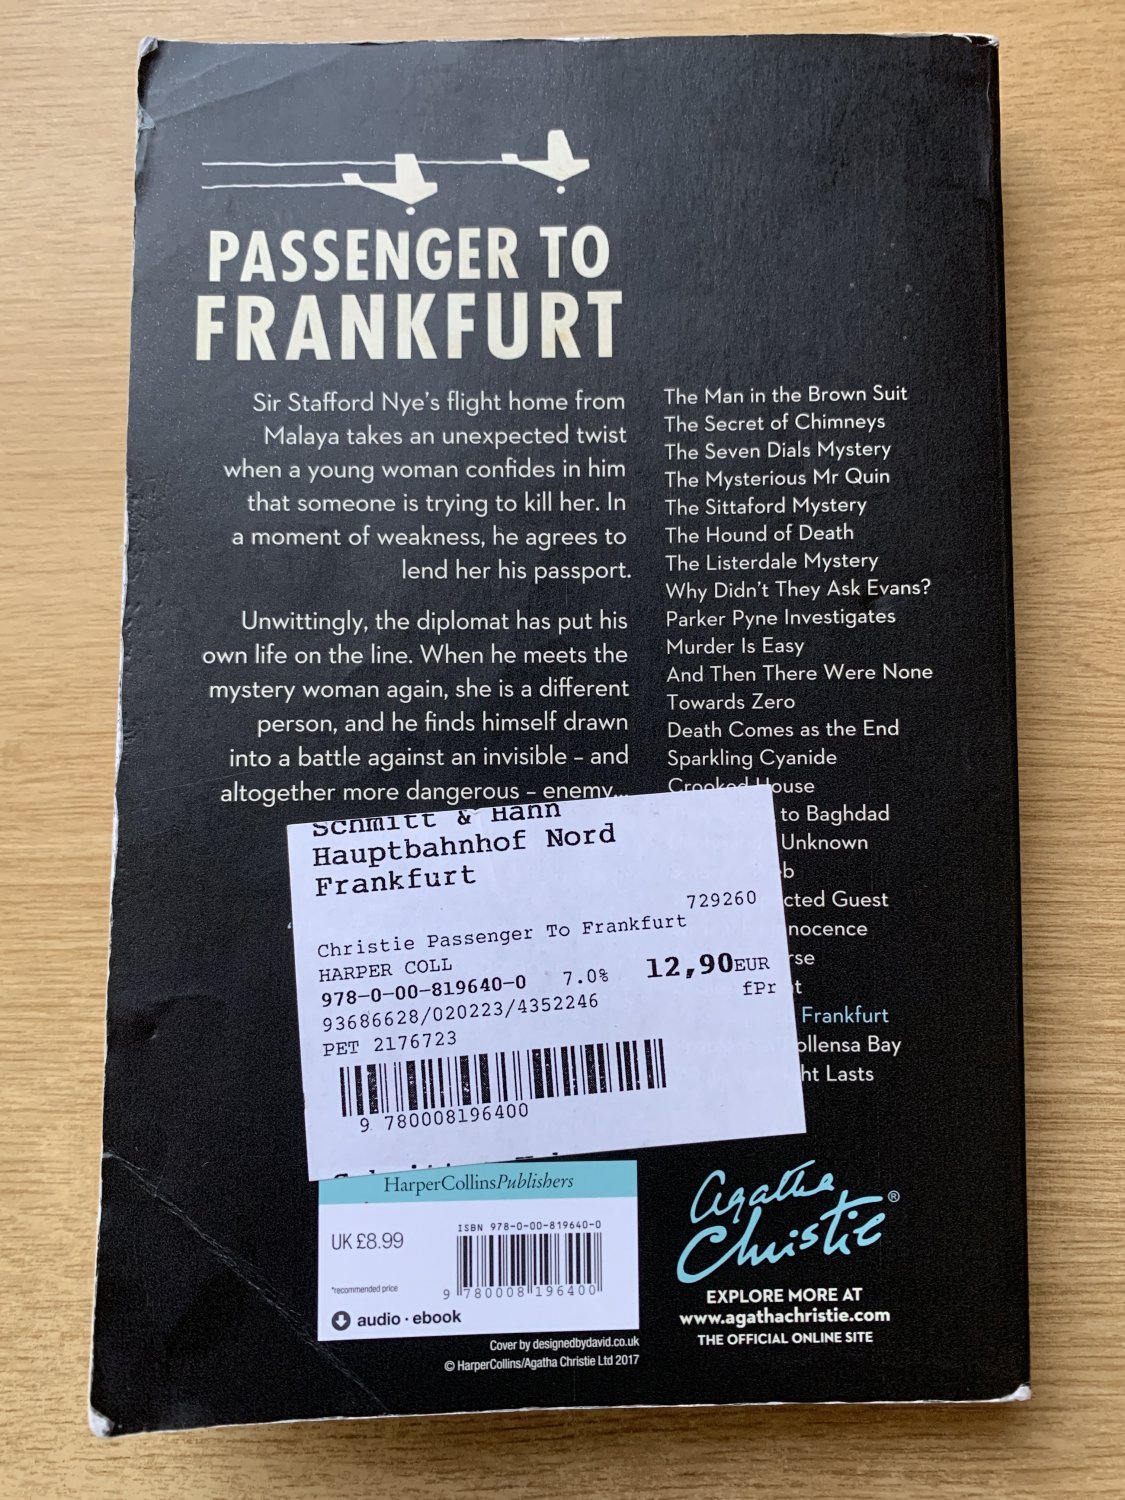 PASSENGER TO
FRANKFURT
Sir Stafford Nye's flight home from
Malaya takes an unexpected twist
when a young woman confides in him
that someone is trying to kill her. In
a moment of weakness, he agrees to
lend her his passport.
Unwittingly, the diplomat has put his
own life on the line. When he meets the
mystery woman again, she is a different
person, and he finds himself drawn
into a battle against an invisible – and
altogether more dangerous – enemy...
The Man in the Brown Suit
The Secret of Chimneys
The Seven Dials Mystery
The Mysterious Mr Quin
The Sittaford Mystery
The Hound of Death
The Listerdale Mystery
Why Didn't They Ask Evans?
Parker Pyne Investigates
Murder Is Easy
And Then There Were None
Towards Zero
Death Comes as the End
Sparkling Cyanide
Crooked House
to Baghdad
Unknown
Guest
Frankfurt
Bay
Lasts
Schmitt & Hahn
Hauptbahnhof Nord
Frankfurt
729260
Christie Passenger To Frankfurt
HARPER COLL
978-0-00-819640-0 7.0% 12,90EUR
93686628/020223/4352246 fPr
PET 2176723
9 780008196400
HarperCollinsPublishers
ISBN 978-0-00-819640-0
UK £8.99
*recommended price
9 780008 196400
audio · ebook
Cover by designedbydavid.co.uk
© HarperCollins/Agatha Christie Ltd 2017
Agatha
Christie®
EXPLORE MORE AT
www.agathachristie.com
THE OFFICIAL ONLINE SITE